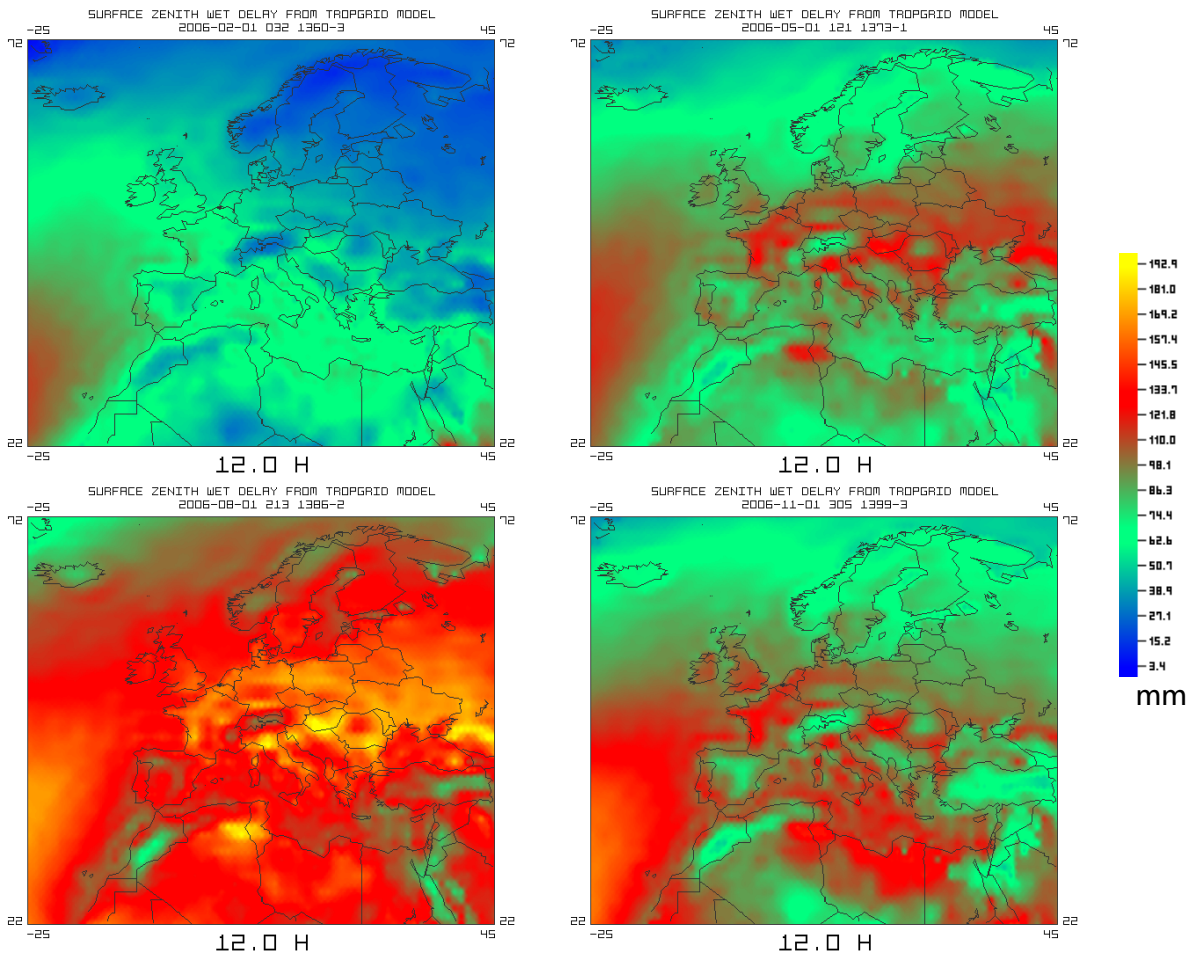 SURFACE ZENITH WET DELAY FROM TROPGRID MODEL
2006-02-01 032 1360-3
-25 45
72 72
22 22
-25 45
12.0 H
SURFACE ZENITH WET DELAY FROM TROPGRID MODEL
2006-05-01 121 1373-1
-25 45
72 72
22 22
-25 45
12.0 H
SURFACE ZENITH WET DELAY FROM TROPGRID MODEL
2006-08-01 213 1386-2
-25 45
72 72
22 22
-25 45
12.0 H
SURFACE ZENITH WET DELAY FROM TROPGRID MODEL
2006-11-01 305 1399-3
-25 45
72 72
22 22
-25 45
12.0 H
192.9
181.0
169.2
157.4
145.5
133.7
121.8
110.0
98.1
86.3
74.4
62.6
50.7
38.9
27.1
15.2
3.4
mm